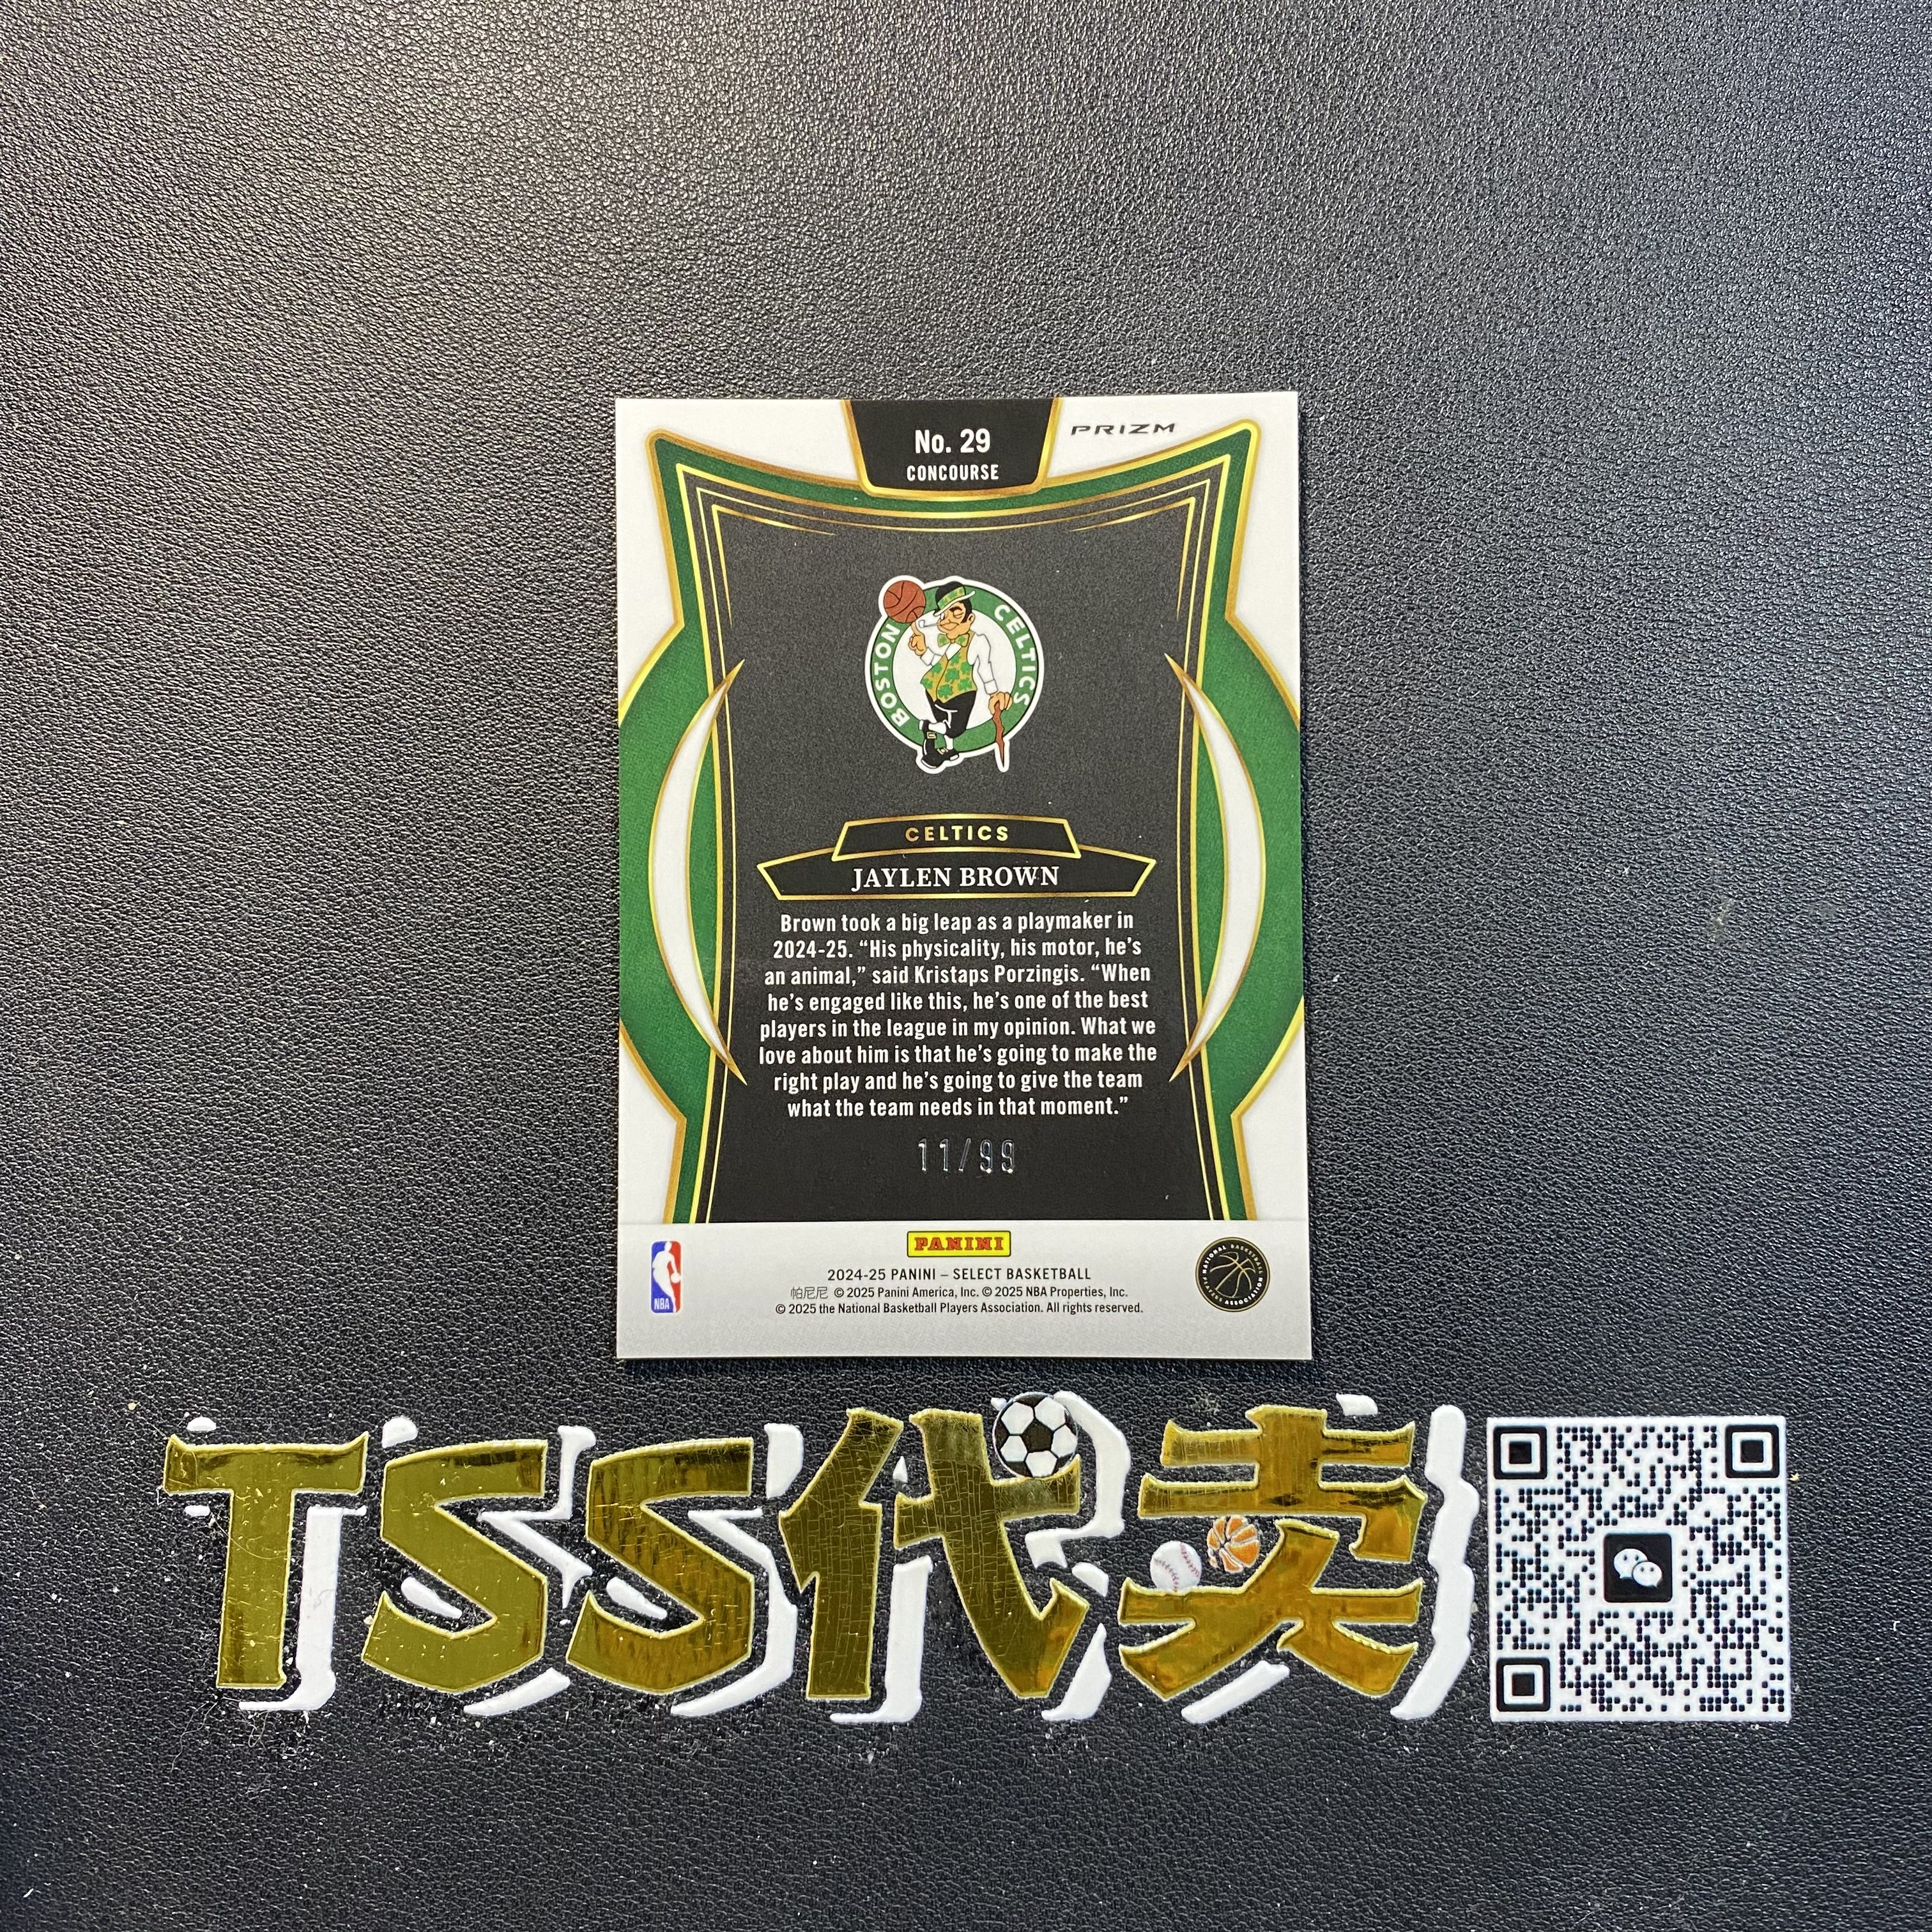 No. 29
PRIZM
CONCOURSE
BOSTON CELTICS
CELTICS
JAYLEN BROWN
Brown took a big leap as a playmaker in
2024-25. “His physicality, his motor, he’s
an animal,” said Kristaps Porzingis. “When
he’s engaged like this, he’s one of the best
players in the league in my opinion. What we
love about him is that he’s going to make the
right play and he’s going to give the team
what the team needs in that moment.”
11/99
PANINI
NBA
NATIONAL BASKETBALL PLAYERS ASSOCIATION
2024-25 PANINI – SELECT BASKETBALL
帕尼尼 © 2025 Panini America, Inc. © 2025 NBA Properties, Inc.
© 2025 the National Basketball Players Association. All rights reserved.
TSS代卖